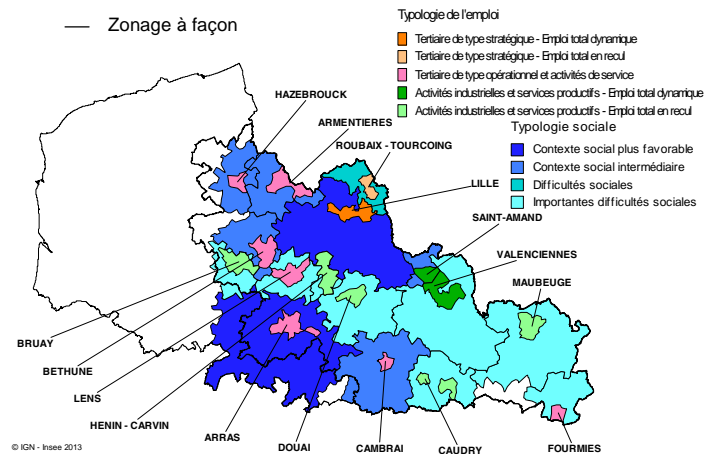 Zonage à façon
Typologie de l'emploi
Tertiaire de type stratégique - Emploi total dynamique
Tertiaire de type stratégique - Emploi total en recul
Tertiaire de type opérationnel et activités de service
Activités industrielles et services productifs - Emploi total dynamique
Activités industrielles et services productifs - Emploi total en recul
Typologie sociale
Contexte social plus favorable
Contexte social intermédiaire
Difficultés sociales
Importantes difficultés sociales
HAZEBROUCK
ARMENTIERES
ROUBAIX - TOURCOING
LILLE
SAINT-AMAND
VALENCIENNES
MAUBEUGE
BRUAY
BETHUNE
LENS
HENIN - CARVIN
ARRAS
DOUAI
CAMBRAI
CAUDRY
FOURMIES
© IGN - Insee 2013